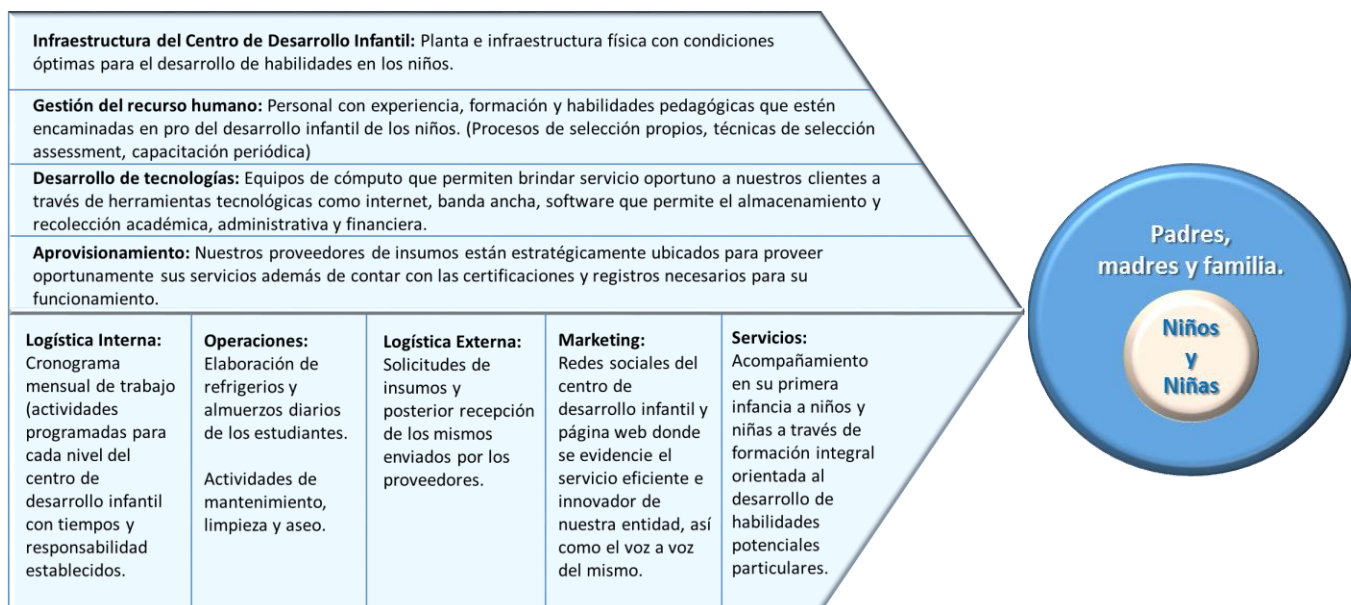 Infraestructura del Centro de Desarrollo Infantil: Planta e infraestructura física con condiciones
óptimas para el desarrollo de habilidades en los niños.
Gestión del recurso humano: Personal con experiencia, formación y habilidades pedagógicas que estén
encaminadas en pro del desarrollo infantil de los niños. (Procesos de selección propios, técnicas de selección
assessment, capacitación periódica)
Desarrollo de tecnologías: Equipos de cómputo que permiten brindar servicio oportuno a nuestros clientes a
través de herramientas tecnológicas como internet, banda ancha, software que permite el almacenamiento y
recolección académica, administrativa y financiera.
Aprovisionamiento: Nuestros proveedores de insumos están estratégicamente ubicados para proveer
oportunamente sus servicios además de contar con las certificaciones y registros necesarios para su
funcionamiento.
Logística Interna:
Cronograma
mensual de trabajo
(actividades
programadas para
cada nivel del
centro de
desarrollo infantil
con tiempos y
responsabilidad
establecidos.
Operaciones:
Elaboración de
refrigerios y
almuerzos diarios
de los estudiantes.
Actividades de
mantenimiento,
limpieza y aseo.
Logística Externa:
Solicitudes de
insumos y
posterior recepción
de los mismos
enviados por los
proveedores.
Marketing:
Redes sociales del
centro de
desarrollo infantil y
página web donde
se evidencie el
servicio eficiente e
innovador de
nuestra entidad, así
como el voz a voz
del mismo.
Servicios:
Acompañamiento
en su primera
infancia a niños y
niñas a través de
formación integral
orientada al
desarrollo de
habilidades
potenciales
particulares.
Padres,
madres y familia.
Niños
y
Niñas